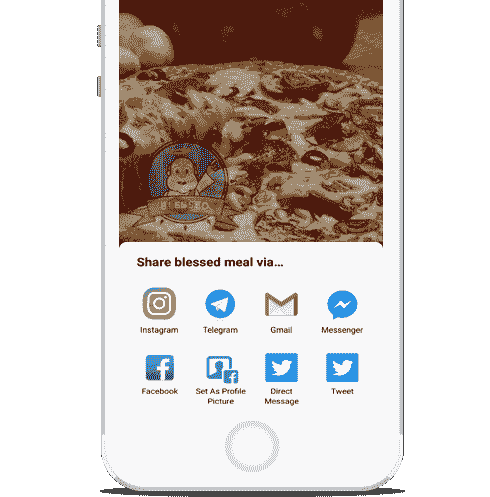 BLESSED
Share blessed meal via...
Instagram
Telegram
Gmail
Messenger
Facebook
Set As Profile
Picture
Direct
Message
Tweet